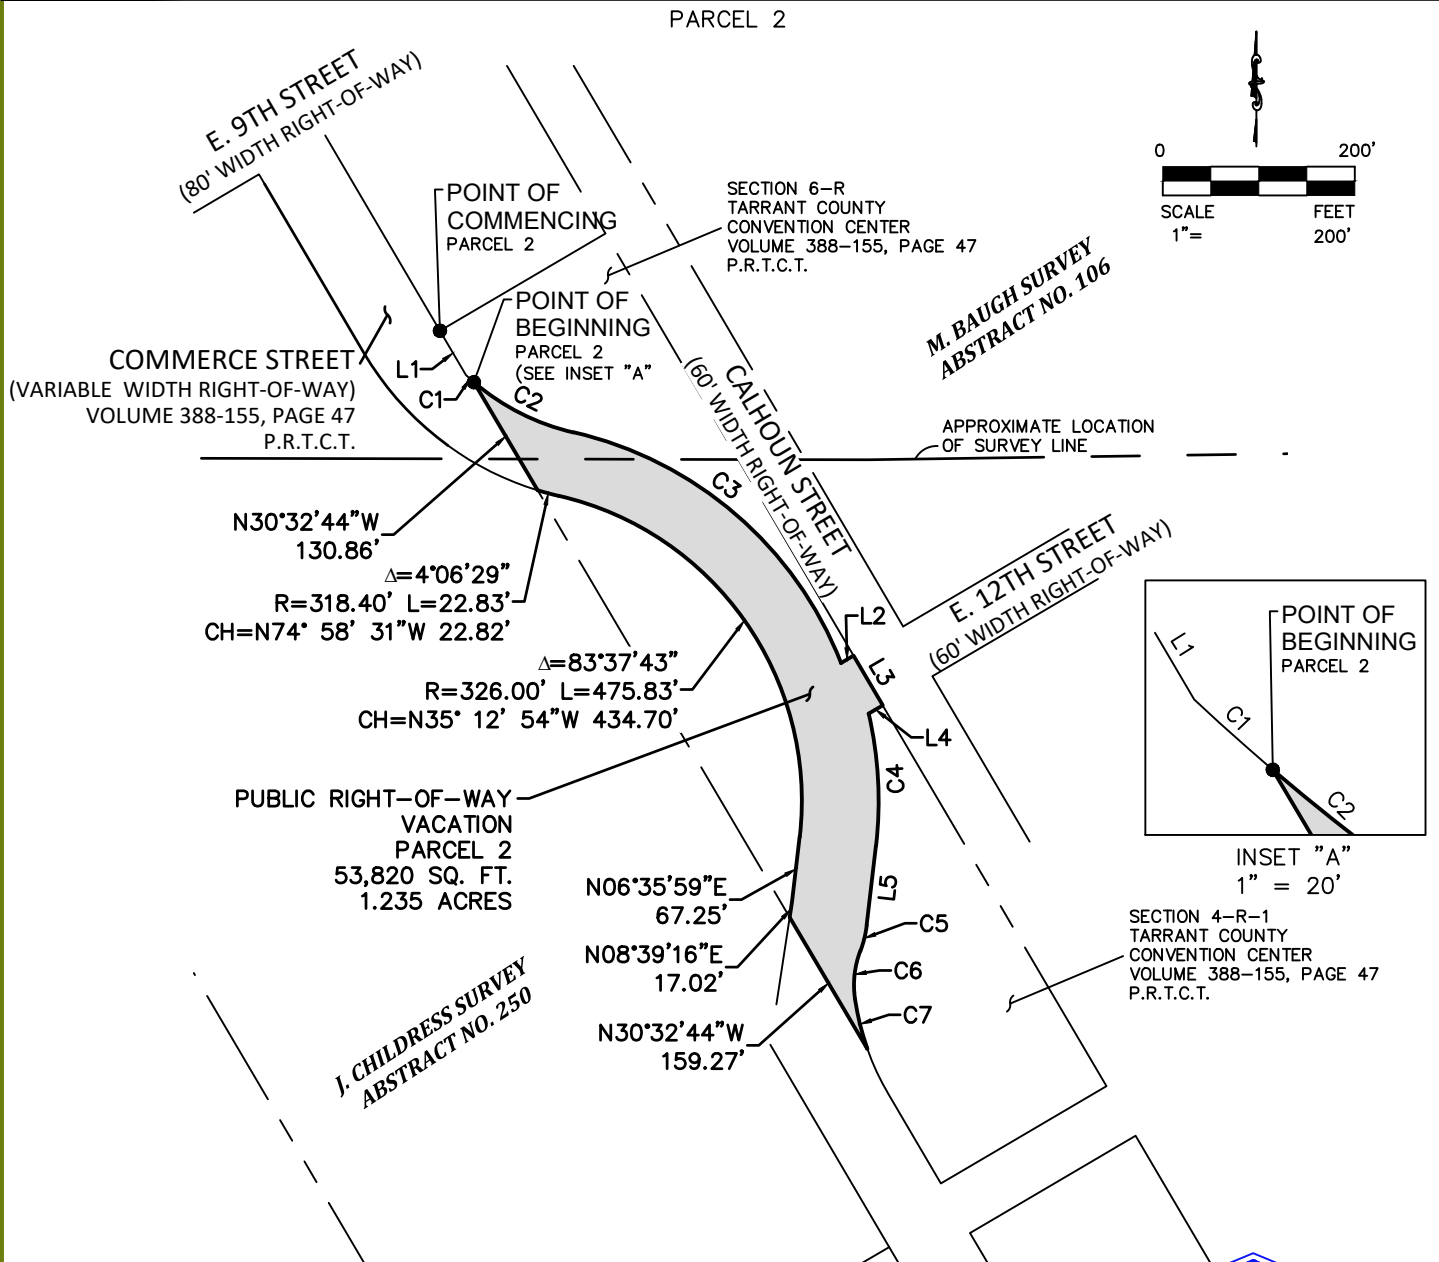 PARCEL 2
E. 9TH STREET
(80' WIDTH RIGHT-OF-WAY)
POINT OF
COMMENCING
PARCEL 2
SECTION 6-R
TARRANT COUNTY
CONVENTION CENTER
VOLUME 388-155, PAGE 47
P.R.T.C.T.
0 200'
SCALE FEET
1"= 200'
M. BAUGH SURVEY
ABSTRACT NO. 106
POINT OF
BEGINNING
PARCEL 2
(SEE INSET "A"
COMMERCE STREET
(VARIABLE WIDTH RIGHT-OF-WAY)
VOLUME 388-155, PAGE 47
P.R.T.C.T.
L1
C1
C2
C3
CALHOUN STREET
(60' WIDTH RIGHT-OF-WAY)
(60' WIDTH RIGHT-OF-WAY)
APPROXIMATE LOCATION
OF SURVEY LINE
N30°32'44"W
130.86'
Δ=4°06'29"
R=318.40' L=22.83'
CH=N74° 58' 31"W 22.82'
Δ=83°37'43"
R=326.00' L=475.83'
CH=N35° 12' 54"W 434.70'
E. 12TH STREET
(60' WIDTH RIGHT-OF-WAY)
L2
L3
L4
C4
L5
C5
C6
C7
PUBLIC RIGHT-OF-WAY
VACATION
PARCEL 2
53,820 SQ. FT.
1.235 ACRES
N06°35'59"E
67.25'
N08°39'16"E
17.02'
N30°32'44"W
159.27'
J. CHILDRESS SURVEY
ABSTRACT NO. 250
L1
C1
POINT OF
BEGINNING
PARCEL 2
C2
INSET "A"
1" = 20'
SECTION 4-R-1
TARRANT COUNTY
CONVENTION CENTER
VOLUME 388-155, PAGE 47
P.R.T.C.T.